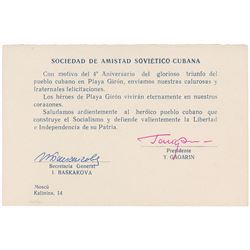 SOCIEDAD DE AMISTAD SOVIÉTICO-CUBANA
Con motivo del 4º Aniversario del glorioso triunfo del
pueblo cubano en Playa Girón, enviamos nuestras calurosas y
fraternales felicitaciones.
Los héroes de Playa Girón vivirán eternamente en nuestros
corazones.
Saludamos ardientemente al heróico pueblo cubano que
construye el Socialismo y defiende valientemente la Libertad
e Independencia de su Patria.
Secretaria General
I. BASKAKOVA
Presidente
Y. GAGARIN
Moscú
Kalinina, 14